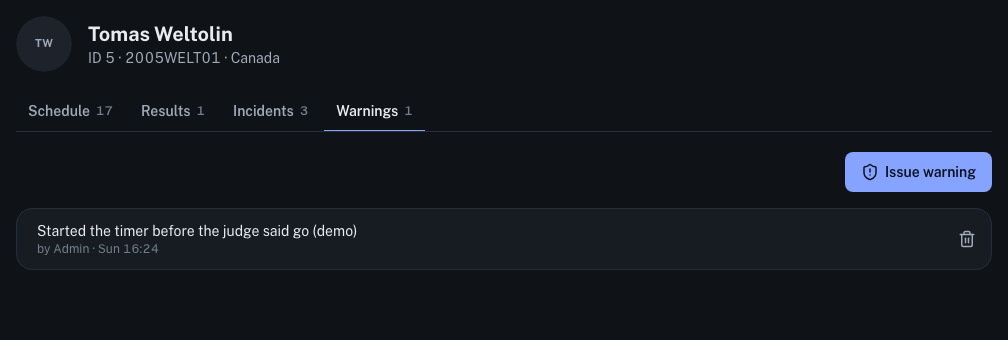 TW
Tomas Weltolin
ID 5 · 2005WELT01 · Canada
Schedule 17 Results 1 Incidents 3 Warnings 1
Issue warning
Started the timer before the judge said go (demo)
by Admin · Sun 16:24